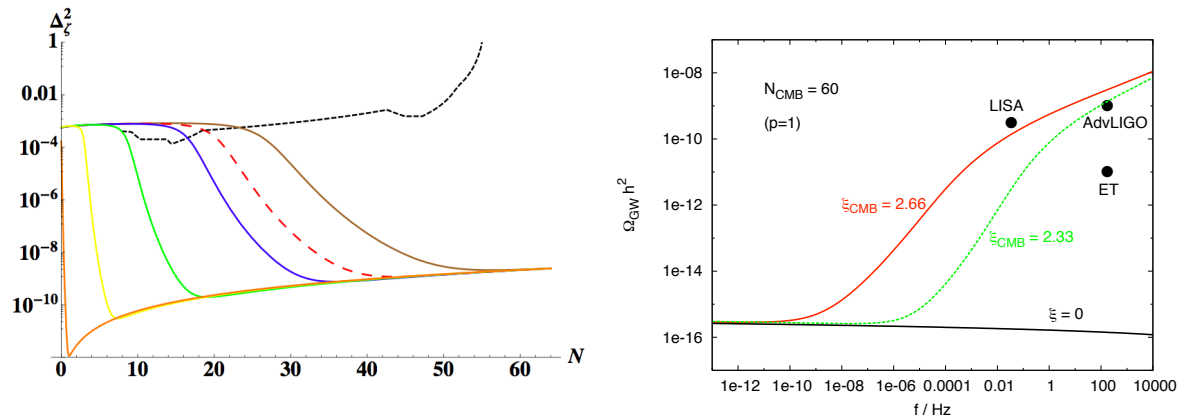 Δ²_ζ
1
0.01
10⁻⁴
10⁻⁶
10⁻⁸
10⁻¹⁰
0 10 20 30 40 50 60
N
Ω_GW h²
1e-08
1e-10
1e-12
1e-14
1e-16
N_CMB = 60
(p=1)
LISA
AdvLIGO
ET
ξ_CMB = 2.66
ξ_CMB = 2.33
ξ = 0
1e-12 1e-10 1e-08 1e-06 0.0001 0.01 1 100 10000
f / Hz